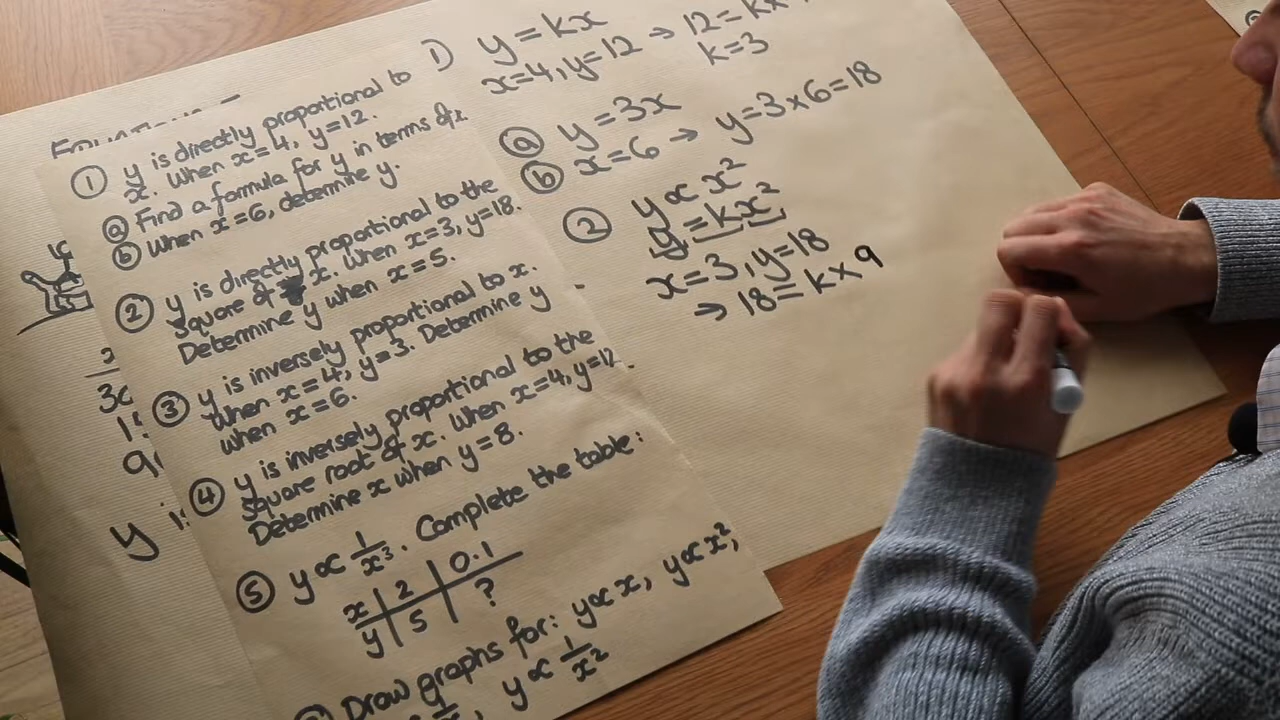 ① y is directly proportional to
x. When x=4, y=12.
ⓐ Find a formula for y in terms of x
ⓑ When x=6, determine y.
② y is directly proportional to the
square of x. When x=3, y=18.
Determine y when x=5.
③ y is inversely proportional to x.
When x=4, y=3. Determine y
when x=6.
④ y is inversely proportional to the
square root of x. When x=4, y=12.
Determine x when y=8.
⑤ y∝1/x³. Complete the table:
x | 2 | 0.1
y | 5 | ?
Draw graphs for: y∝x, y∝x²,
, y∝1/x²
y is
1) y=kx
x=4, y=12 → 12=k×
k=3
ⓐ y=3x
ⓑ x=6 → y=3×6=18
② y∝x²
y=kx²
x=3, y=18
→ 18=k×9